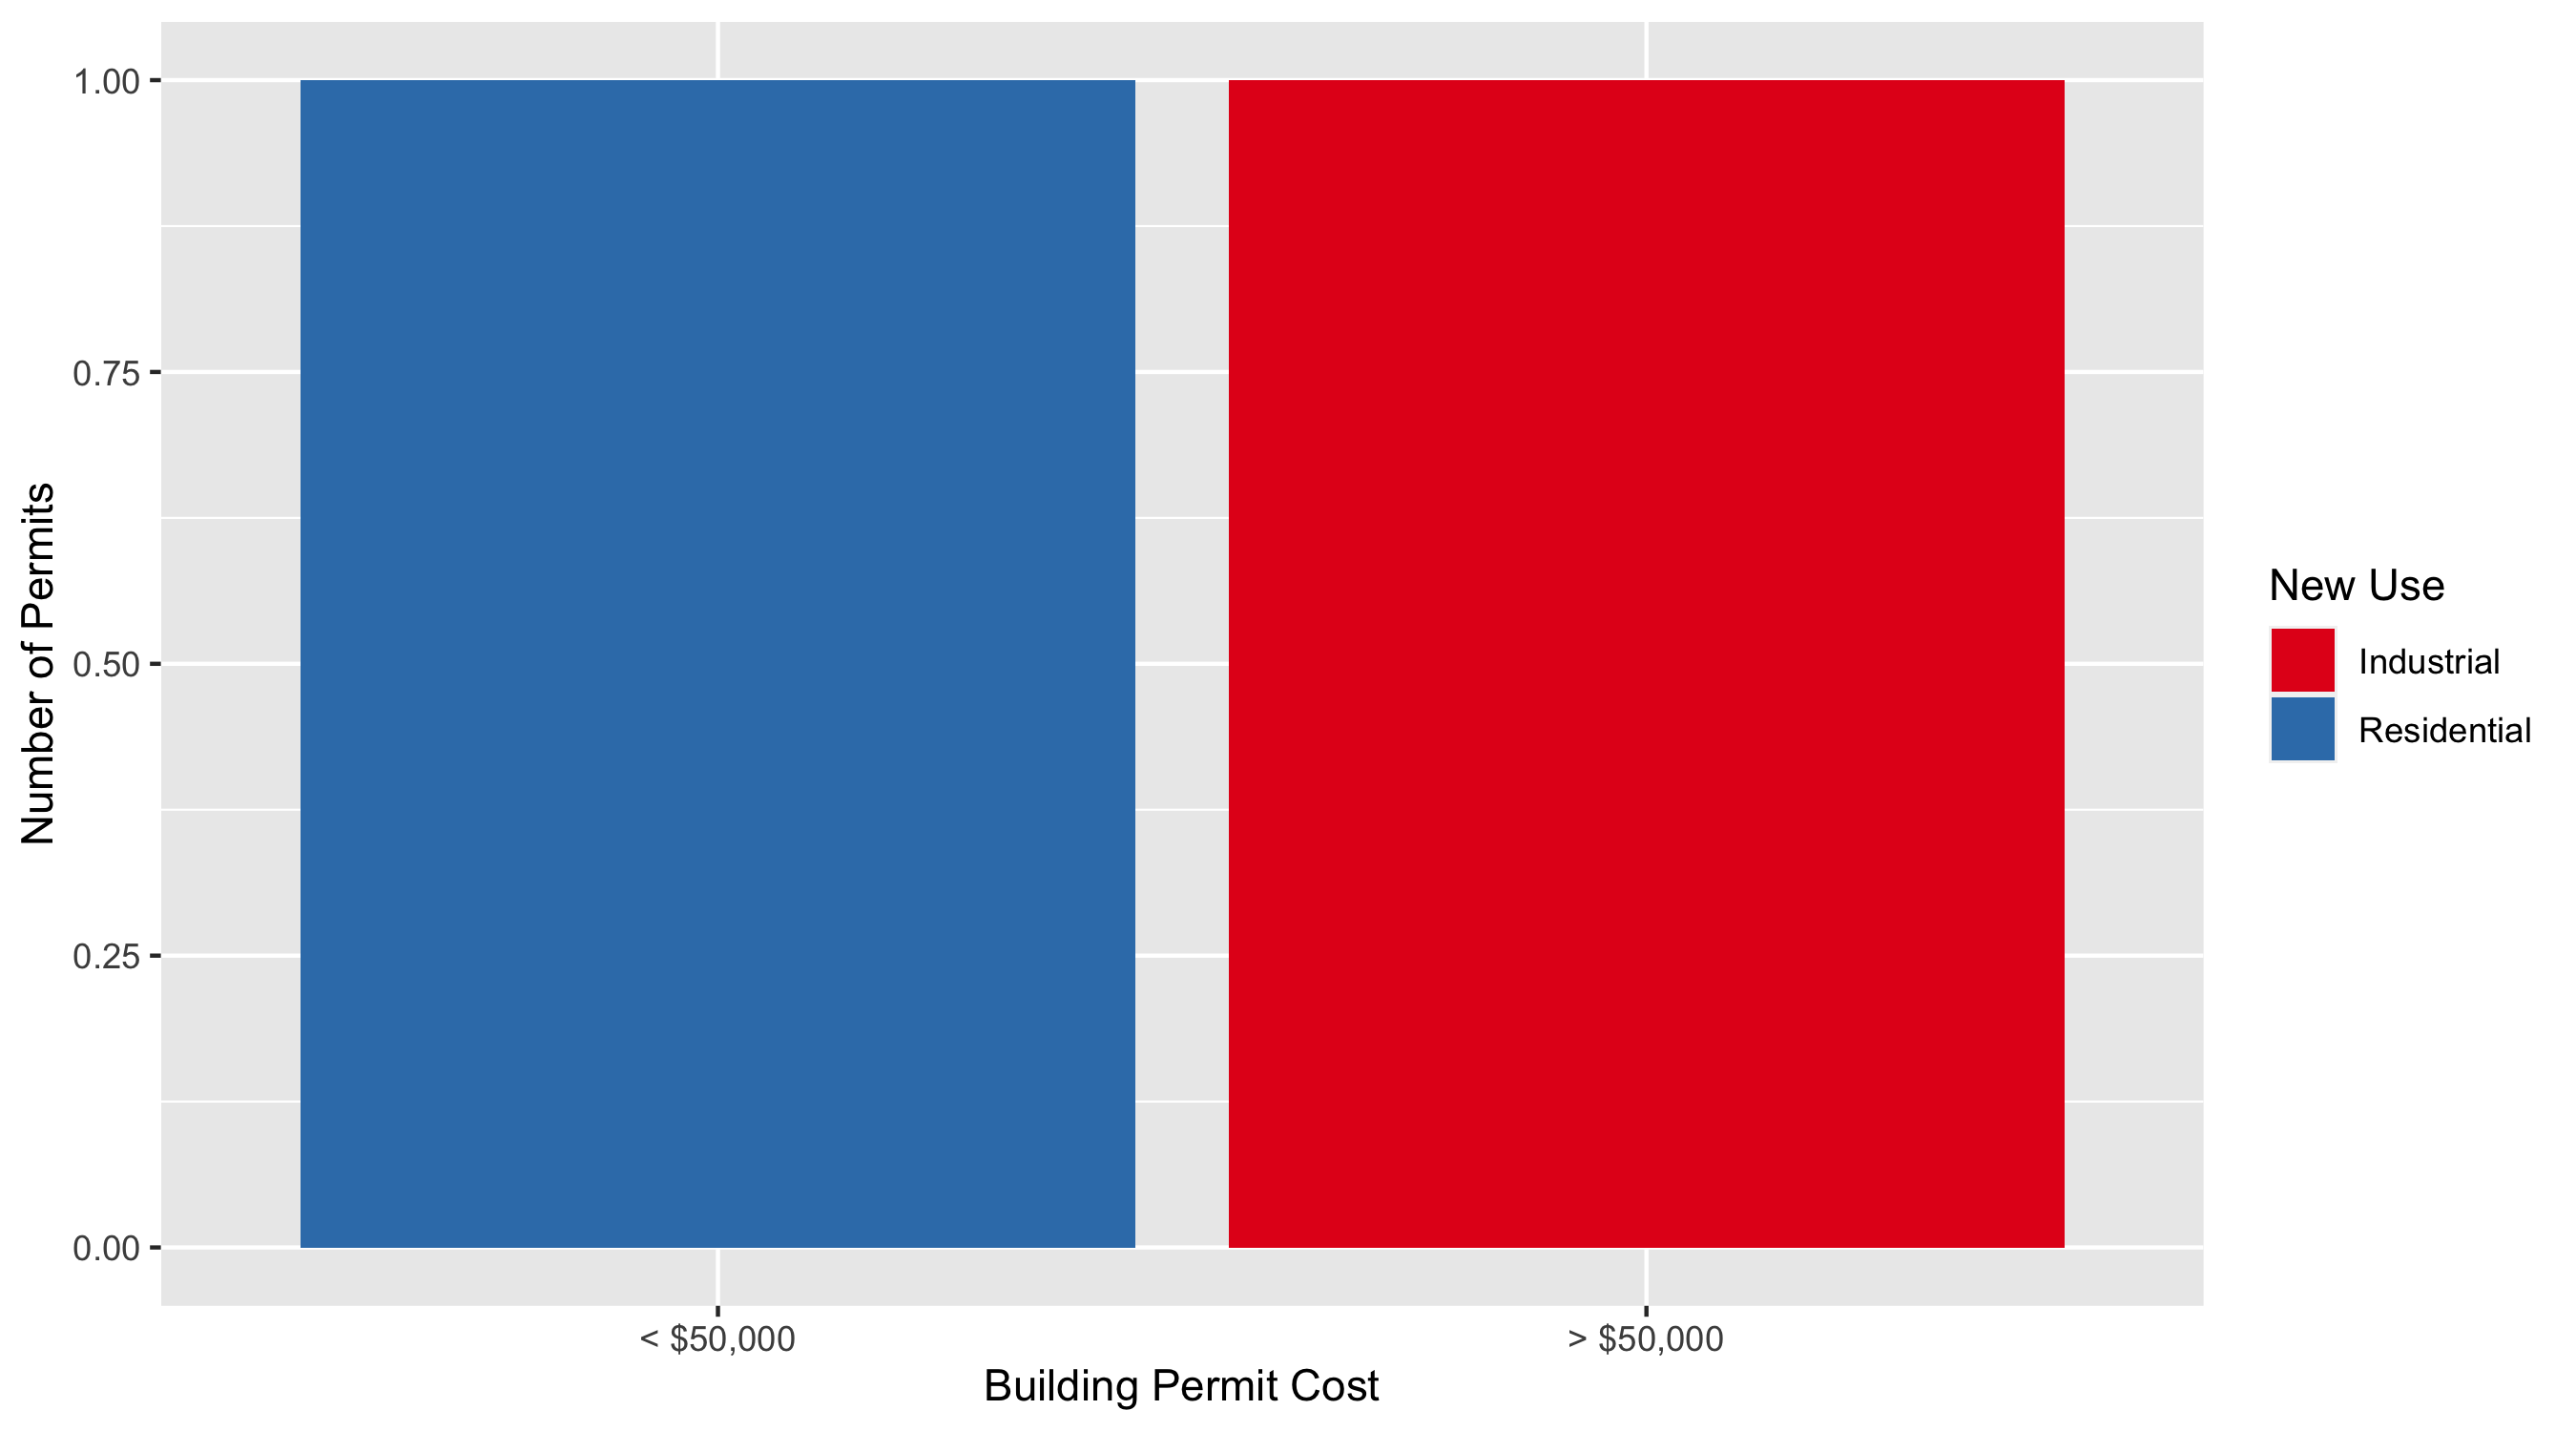 Number of Permits
1.00
0.75
0.50
0.25
0.00
< $50,000
> $50,000
Building Permit Cost
New Use
Industrial
Residential